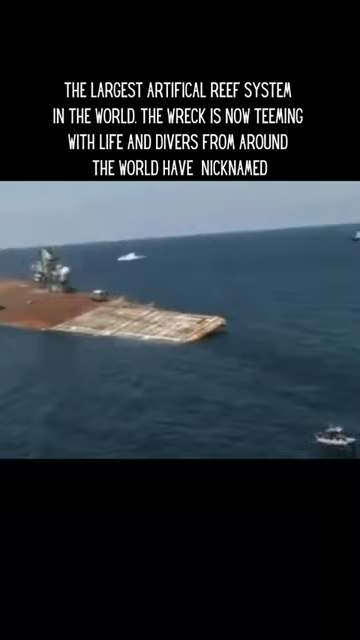 THE LARGEST ARTIFICAL REEF SYSTEM
IN THE WORLD. THE WRECK IS NOW TEEMING
WITH LIFE AND DIVERS FROM AROUND
THE WORLD HAVE NICKNAMED